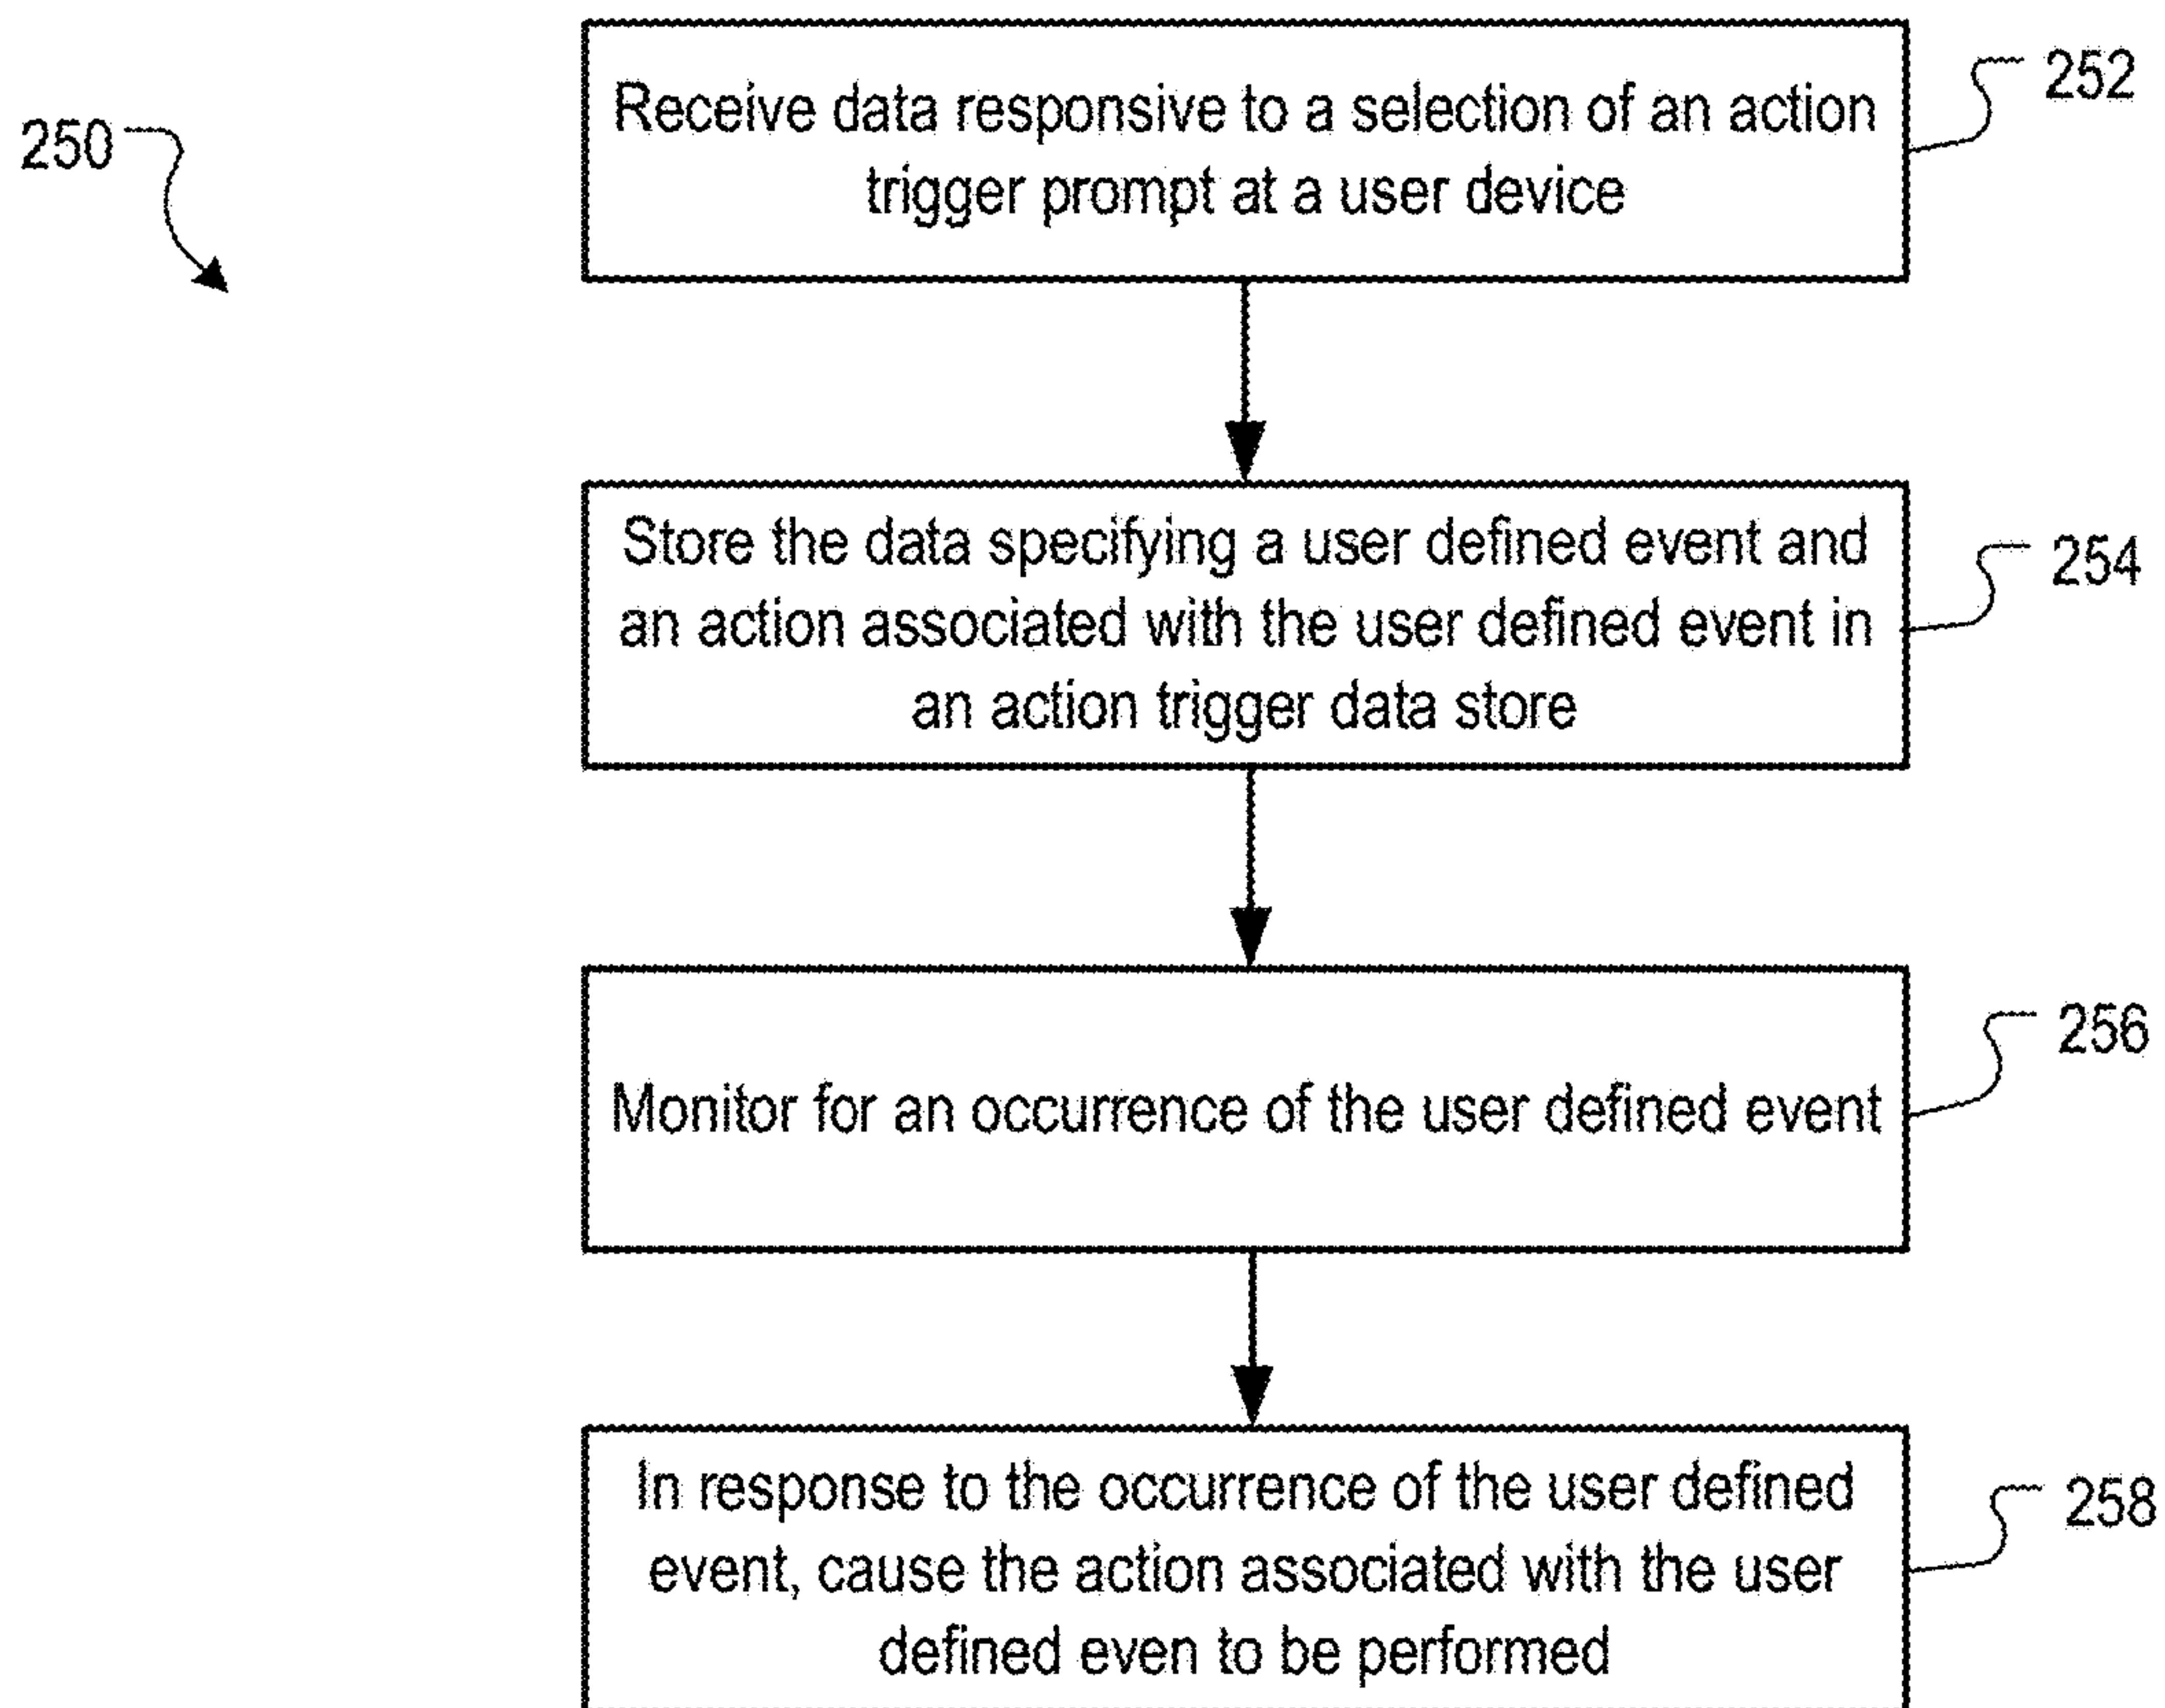 250
Receive data responsive to a selection of an action
trigger prompt at a user device
252
Store the data specifying a user defined event and
an action associated with the user defined event in
an action trigger data store
254
Monitor for an occurrence of the user defined event
256
In response to the occurrence of the user defined
event, cause the action associated with the user
defined even to be performed
258